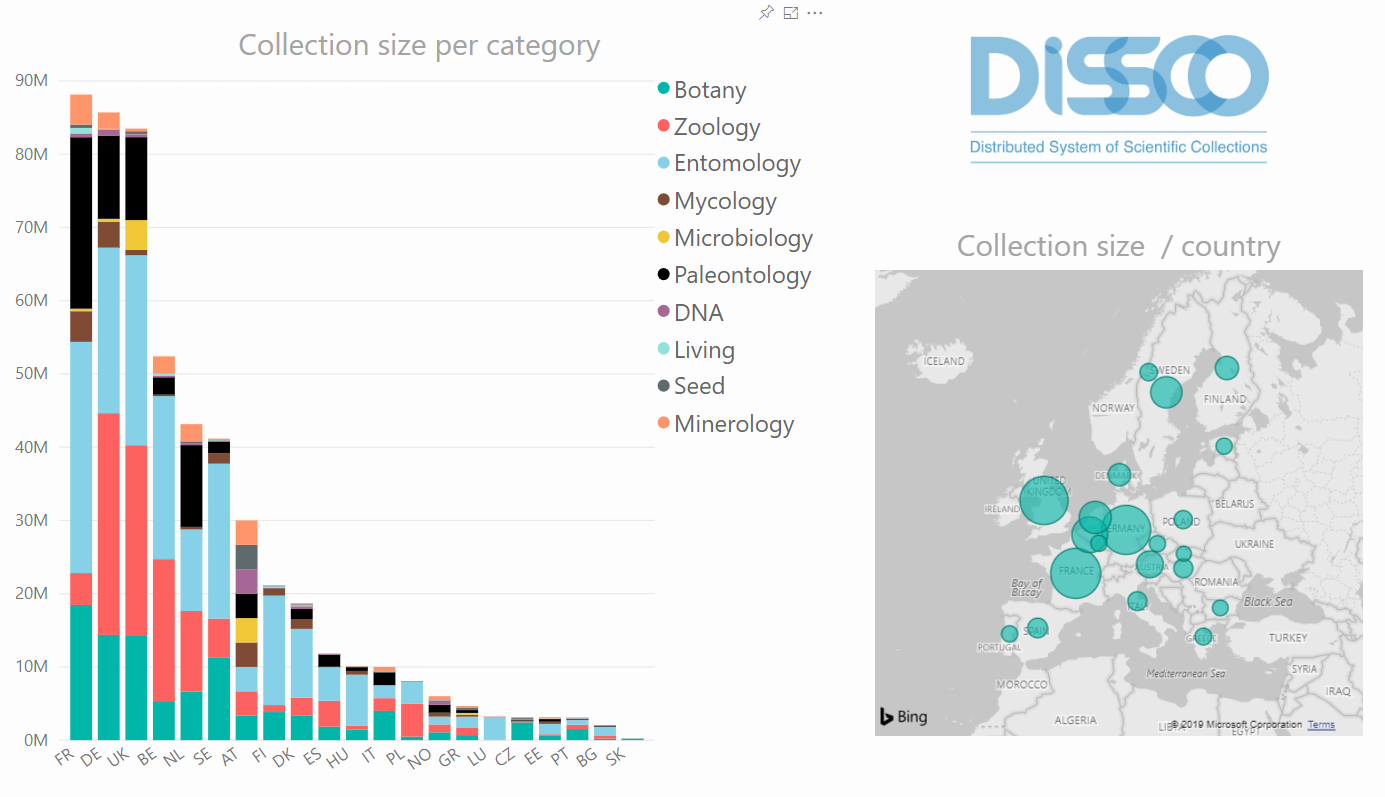 Collection size per category
90M
80M
70M
60M
50M
40M
30M
20M
10M
0M
FR
DE
UK
BE
NL
SE
AT
FI
DK
ES
HU
IT
PL
NO
GR
LU
CZ
EE
PT
BG
SK
Botany
Zoology
Entomology
Mycology
Microbiology
Paleontology
DNA
Living
Seed
Minerology
DiSSCO
Distributed System of Scientific Collections
Collection size / country
ICELAND
SWEDEN
NORWAY
FINLAND
DENMARK
UNITED
KINGDOM
IRELAND
BELARUS
POLAND
GERMANY
UKRAINE
FRANCE
AUSTRIA
ROMANIA
Bay of
Biscay
Black Sea
ITALY
SPAIN
PORTUGAL
GREECE
TURKEY
Mediterranean Sea
SYRIA
MOROCCO
IRAQ
ALGERIA
LIBYA
EGYPT
Bing
© 2019 Microsoft Corporation Terms